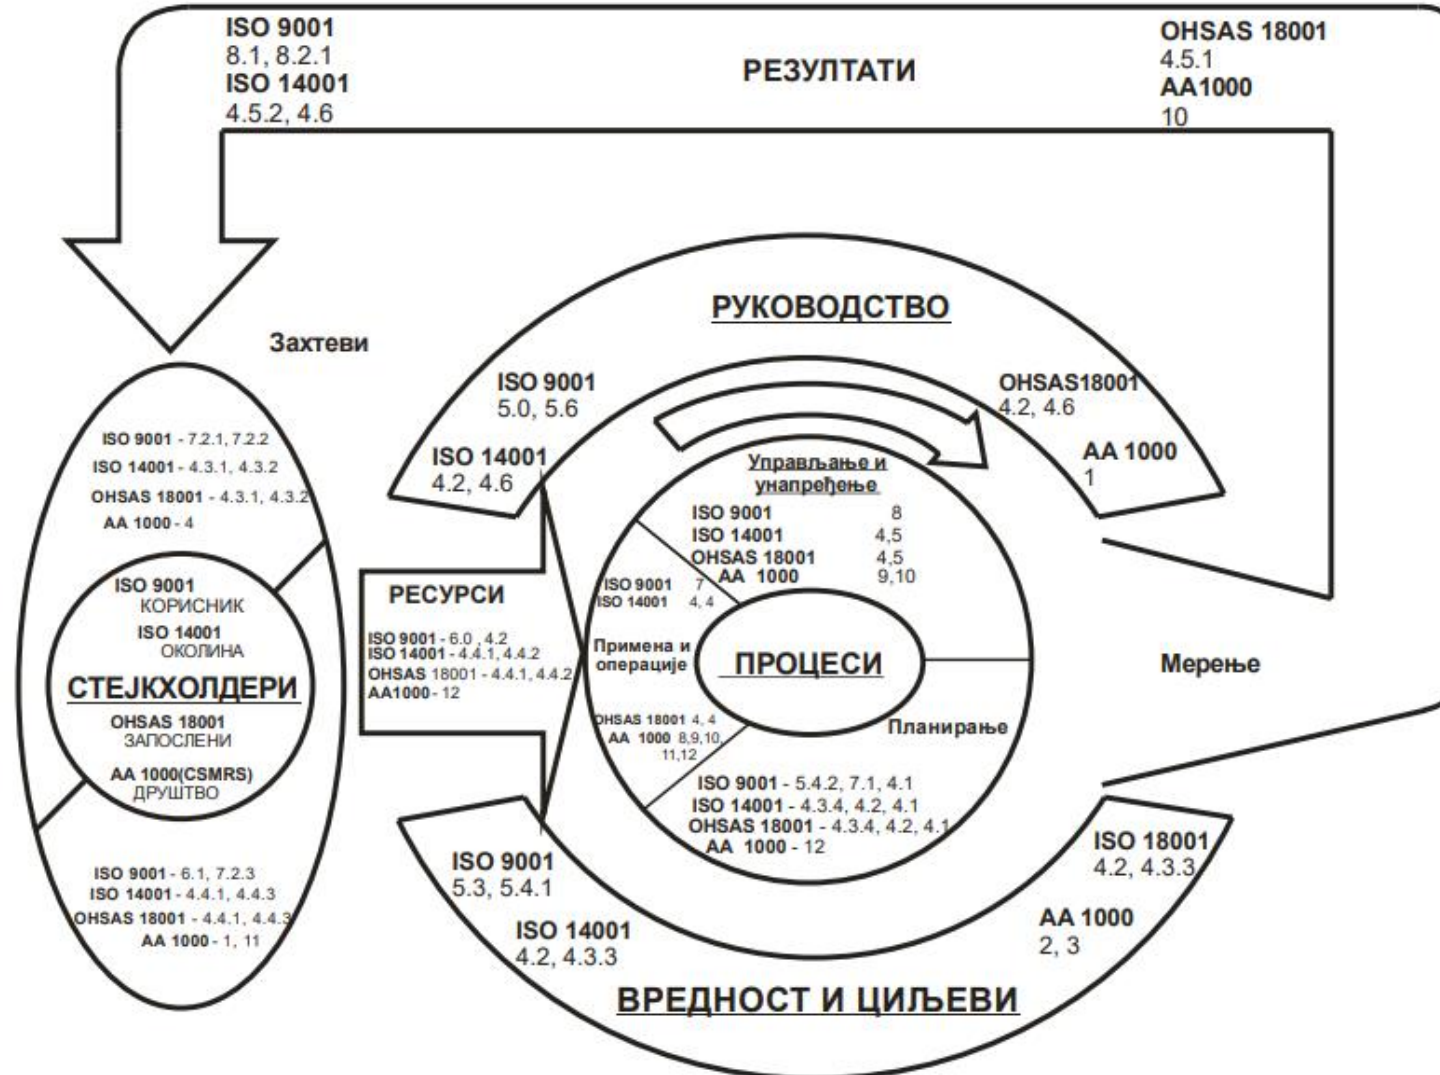 ISO 9001
8.1, 8.2.1
ISO 14001
4.5.2, 4.6
РЕЗУЛТАТИ
OHSAS 18001
4.5.1
AA1000
10
Захтеви
РУКОВОДСТВО
ISO 9001
5.0, 5.6
ISO 14001
4.2, 4.6
OHSAS18001
4.2, 4.6
AA 1000
1
ISO 9001 - 7.2.1, 7.2.2
ISO 14001- 4.3.1, 4.3.2
OHSAS 18001 - 4.3.1, 4.3.2
AA 1000 - 4
ISO 9001
КОРИСНИК
ISO 14001
ОКОЛИНА
СТЕЈКХОЛДЕРИ
OHSAS 18001
ЗАПОСЛЕНИ
AA 1000(CSMRS)
ДРУШТВО
ISO 9001 - 6.1, 7.2.3
ISO 14001- 4.4.1, 4.4.3
OHSAS 18001 - 4.4.1, 4.4.3
AA 1000 - 1, 11
РЕСУРСИ
ISO 9001 - 6.0 , 4.2
ISO 14001- 4.4.1, 4.4.2
OHSAS 18001 - 4.4.1, 4.4.2
AA1000 - 12
Управљање и
унапређење
ISO 9001 8
ISO 14001 4,5
OHSAS 18001 4,5
AA 1000 9,10
ISO 9001 7
ISO 14001 4, 4
Примена и
операције
OHSAS 18001 4, 4
AA 1000 8,9,10,
11,12
ПРОЦЕСИ
Планирање
ISO 9001 - 5.4.2, 7.1, 4.1
ISO 14001 - 4.3.4, 4.2, 4.1
OHSAS 18001 - 4.3.4, 4.2, 4.1
AA 1000 - 12
Мерење
ISO 9001
5.3, 5.4.1
ISO 14001
4.2, 4.3.3
ISO 18001
4.2, 4.3.3
AA 1000
2, 3
ВРЕДНОСТ И ЦИЉЕВИ